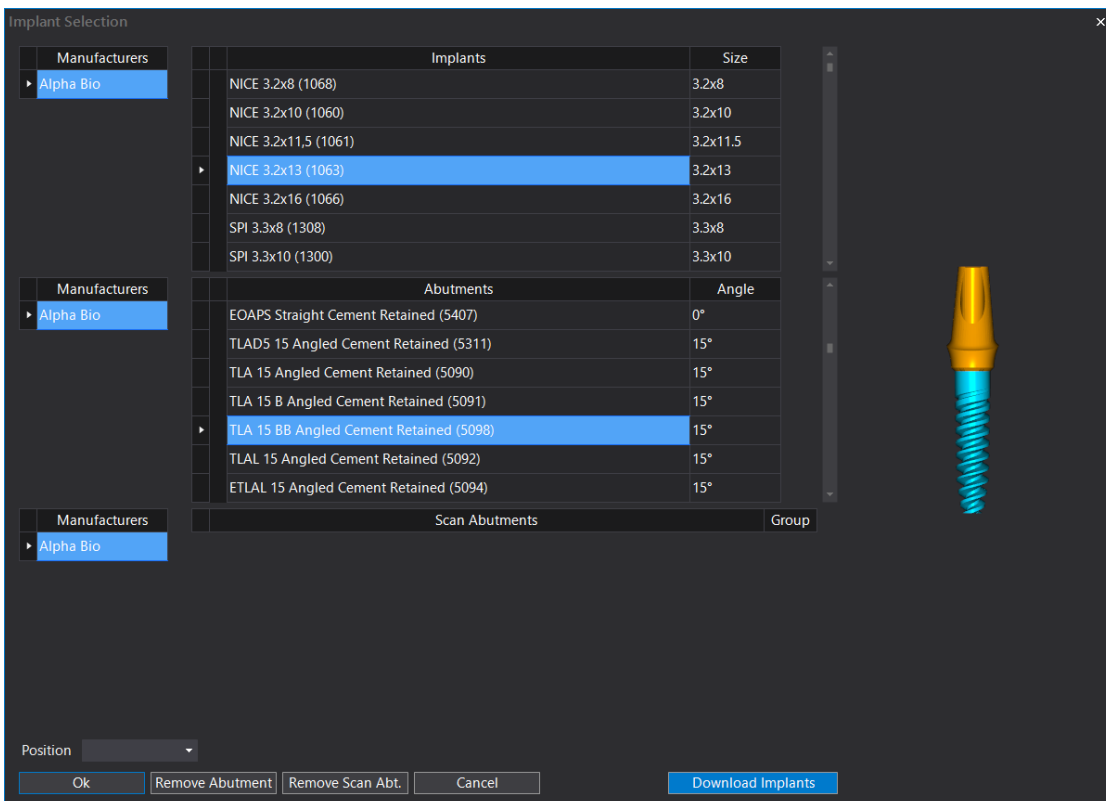 Implant Selection
Manufacturers
Alpha Bio
Implants Size
NICE 3.2x8 (1068) 3.2x8
NICE 3.2x10 (1060) 3.2x10
NICE 3.2x11,5 (1061) 3.2x11.5
NICE 3.2x13 (1063) 3.2x13
NICE 3.2x16 (1066) 3.2x16
SPI 3.3x8 (1308) 3.3x8
SPI 3.3x10 (1300) 3.3x10
Manufacturers
Alpha Bio
Abutments Angle
EOAPS Straight Cement Retained (5407) 0°
TLAD5 15 Angled Cement Retained (5311) 15°
TLA 15 Angled Cement Retained (5090) 15°
TLA 15 B Angled Cement Retained (5091) 15°
TLA 15 BB Angled Cement Retained (5098) 15°
TLAL 15 Angled Cement Retained (5092) 15°
ETLAL 15 Angled Cement Retained (5094) 15°
Manufacturers
Alpha Bio
Scan Abutments Group
Position
Ok Remove Abutment Remove Scan Abt. Cancel Download Implants